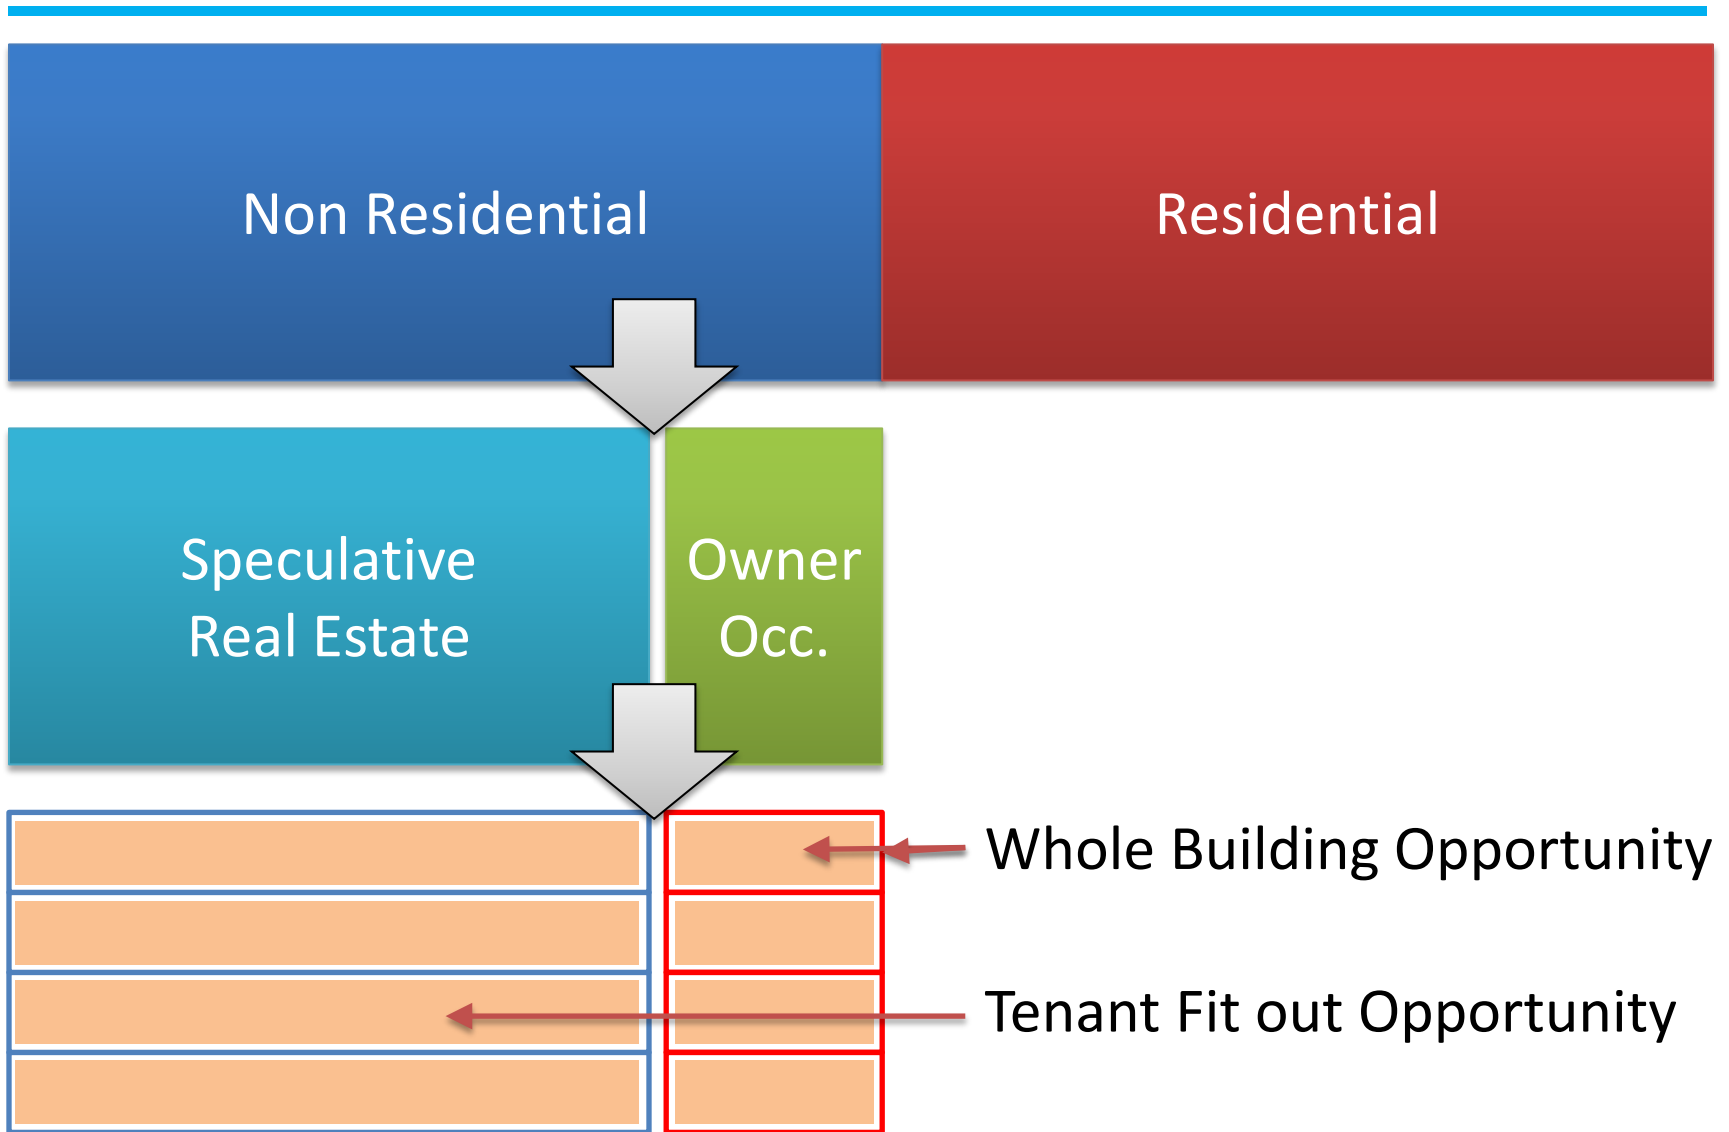 Non Residential
Residential
Speculative
Real Estate
Owner
Occ.
Whole Building Opportunity
Tenant Fit out Opportunity